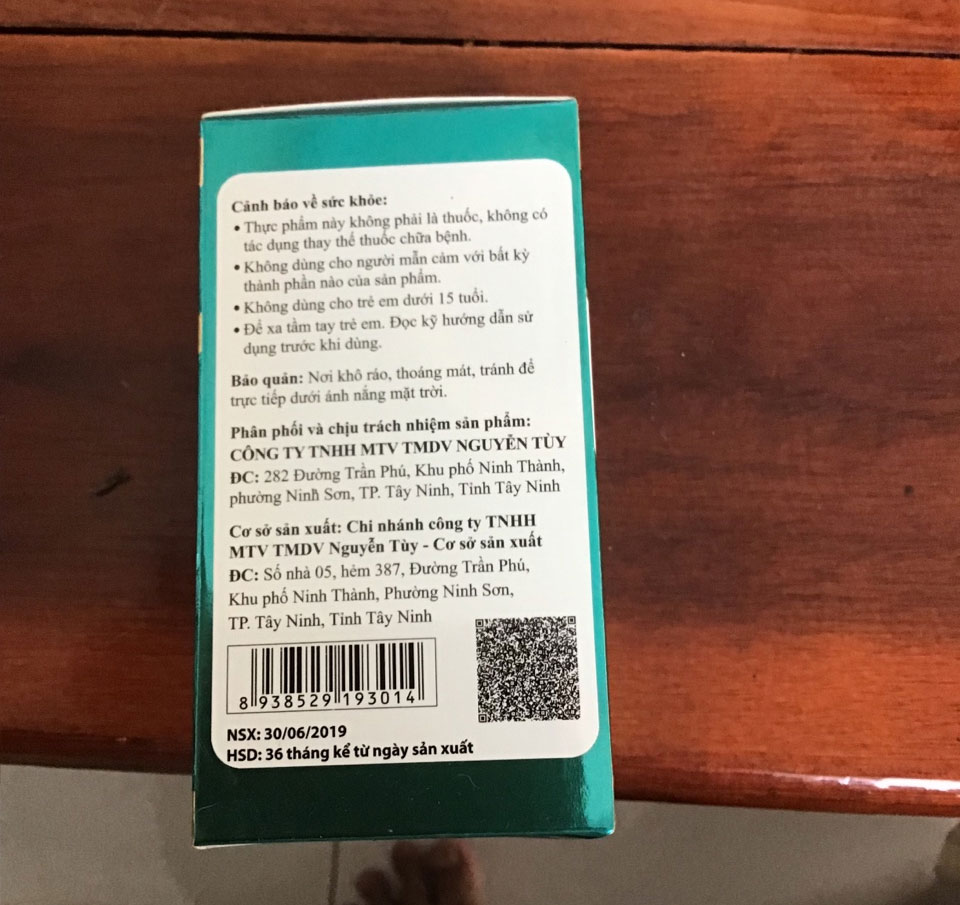 Cảnh báo về sức khỏe:
• Thực phẩm này không phải là thuốc, không có
tác dụng thay thế thuốc chữa bệnh.
• Không dùng cho người mẫn cảm với bất kỳ
thành phần nào của sản phẩm.
• Không dùng cho trẻ em dưới 15 tuổi.
• Để xa tầm tay trẻ em. Đọc kỹ hướng dẫn sử
dụng trước khi dùng.
Bảo quản: Nơi khô ráo, thoáng mát, tránh để
trực tiếp dưới ánh nắng mặt trời.
Phân phối và chịu trách nhiệm sản phẩm:
CÔNG TY TNHH MTV TMDV NGUYỄN TÙY
ĐC: 282 Đường Trần Phú, Khu phố Ninh Thành,
phường Ninh Sơn, TP. Tây Ninh, Tỉnh Tây Ninh
Cơ sở sản xuất: Chi nhánh công ty TNHH
MTV TMDV Nguyễn Tùy - Cơ sở sản xuất
ĐC: Số nhà 05, hẻm 387, Đường Trần Phú,
Khu phố Ninh Thành, Phường Ninh Sơn,
TP. Tây Ninh, Tỉnh Tây Ninh
8 938529 193014
NSX: 30/06/2019
HSD: 36 tháng kể từ ngày sản xuất